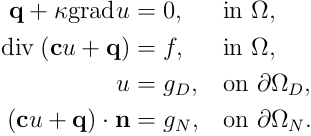 q + κgradu = 0, in Ω,
div (cu + q) = f, in Ω,
u = g_D, on ∂Ω_D,
(cu + q) · n = g_N, on ∂Ω_N.